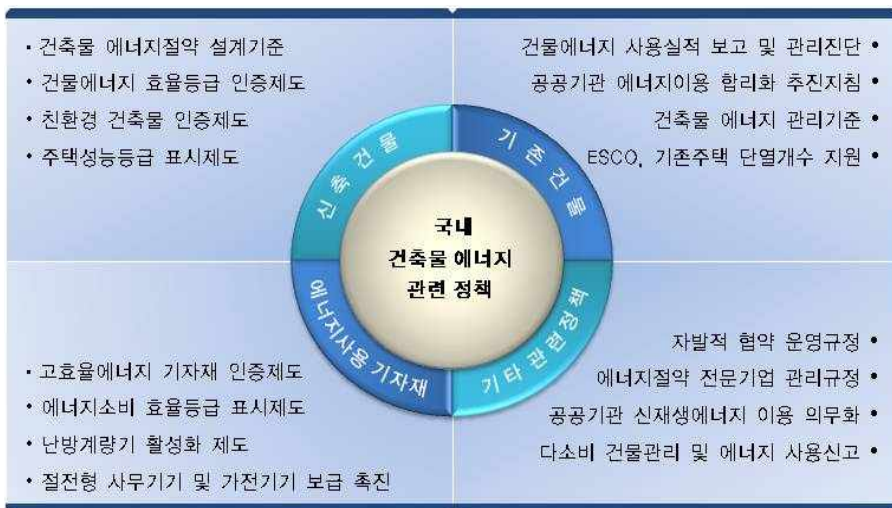 • 건축물 에너지절약 설계기준
• 건물에너지 효율등급 인증제도
• 친환경 건축물 인증제도
• 주택성능등급 표시제도
건물에너지 사용실적 보고 및 관리진단 •
공공기관 에너지이용 합리화 추진지침 •
건축물 에너지 관리기준 •
ESCO, 기존주택 단열개수 지원 •
신축건물
기존건물
국내
건축물 에너지
관련 정책
에너지사용 기자재
기타 관련정책
• 고효율에너지 기자재 인증제도
• 에너지소비 효율등급 표시제도
• 난방계량기 활성화 제도
• 절전형 사무기기 및 가전기기 보급 촉진
자발적 협약 운영규정 •
에너지절약 전문기업 관리규정 •
공공기관 신재생에너지 이용 의무화 •
다소비 건물관리 및 에너지 사용신고 •